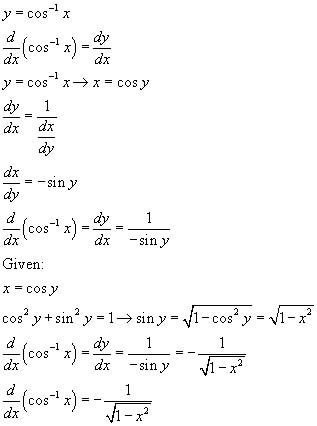 y = cos⁻¹ x
d/dx (cos⁻¹ x) = dy/dx
y = cos⁻¹ x → x = cos y
dy/dx = 1/(dx/dy)
dx/dy = −sin y
d/dx (cos⁻¹ x) = dy/dx = 1/(−sin y)
Given:
x = cos y
cos² y + sin² y = 1 → sin y = √(1−cos² y) = √(1−x²)
d/dx (cos⁻¹ x) = dy/dx = 1/(−sin y) = −1/√(1−x²)
d/dx (cos⁻¹ x) = −1/√(1−x²)